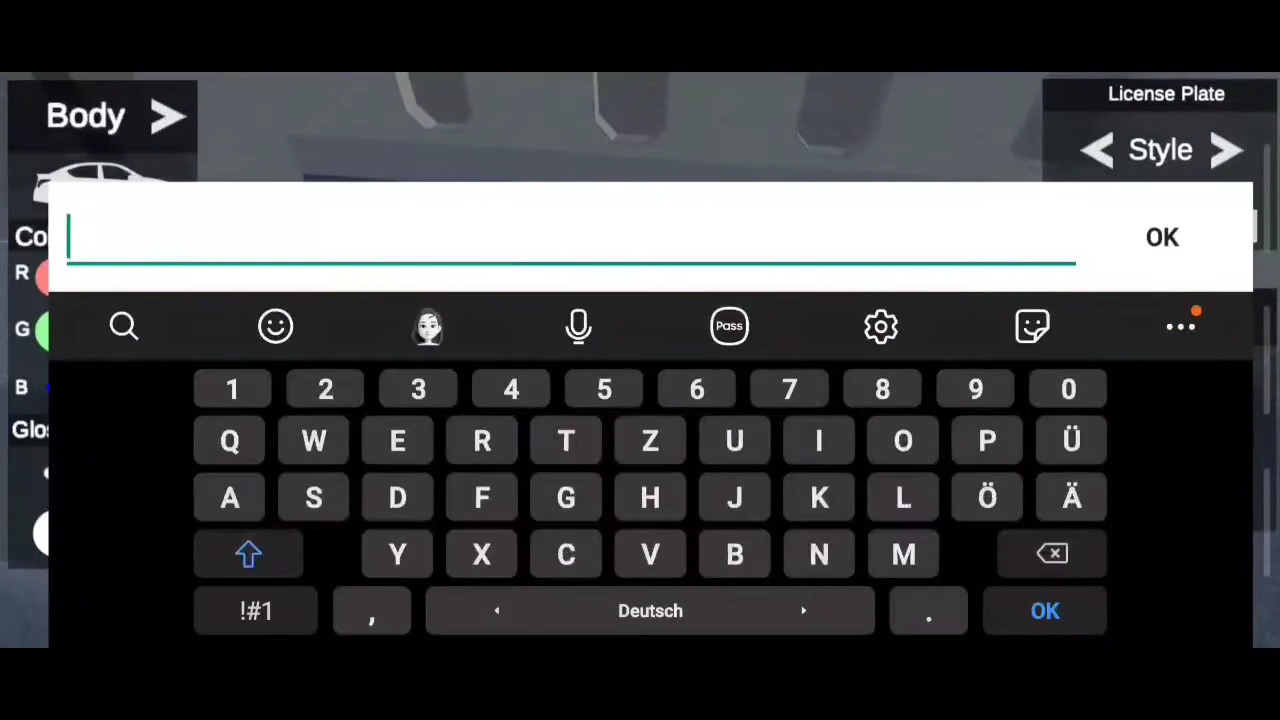 Body
License Plate
Style
Co
OK
R
G
B
Glos
Pass
1 2 3 4 5 6 7 8 9 0
Q W E R T Z U I O P Ü
A S D F G H J K L Ö Ä
Y X C V B N M
!#1 , Deutsch . OK